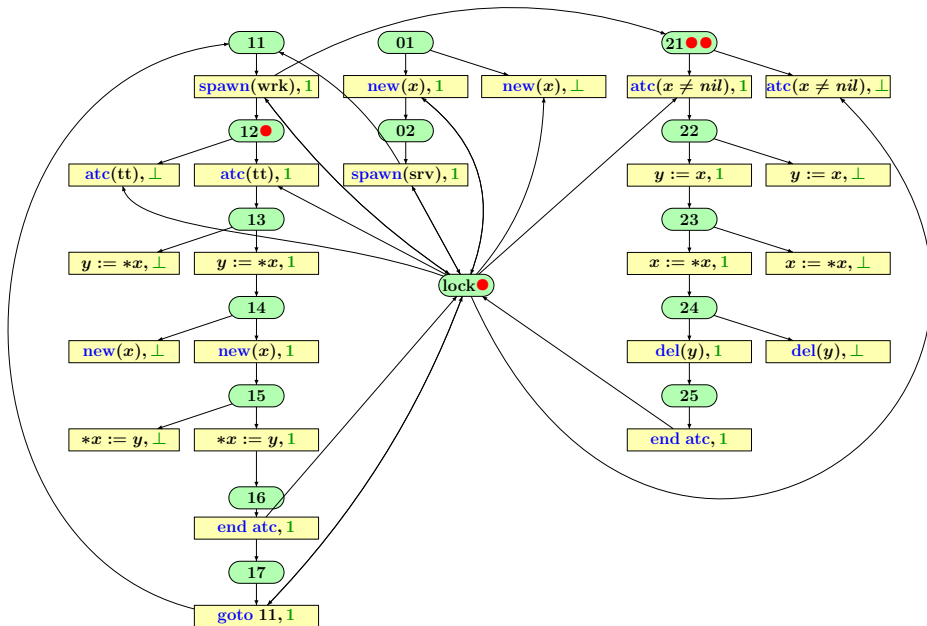 11 01 21
spawn(wrk), 1 new(x), 1 new(x), ⊥ atc(x ≠ nil), 1 atc(x ≠ nil), ⊥
12 02 22
atc(tt), ⊥ atc(tt), 1 spawn(srv), 1 y := x, 1 y := x, ⊥
13 23
y := *x, ⊥ y := *x, 1 x := *x, 1 x := *x, ⊥
lock
14 24
new(x), ⊥ new(x), 1 del(y), 1 del(y), ⊥
15 25
*x := y, ⊥ *x := y, 1 end atc, 1
16
end atc, 1
17
goto 11, 1